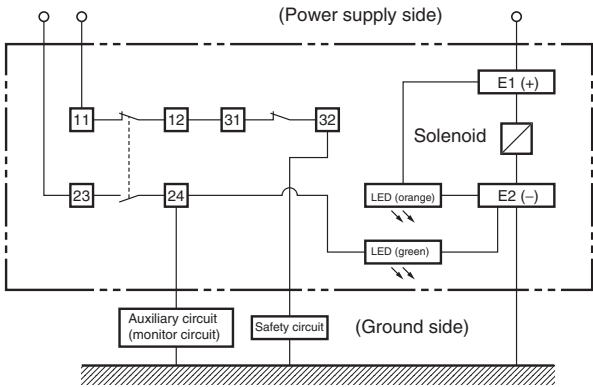 (Power supply side)
E1 (+)
11
12
31
32
Solenoid
23
24
LED (orange)
E2 (–)
LED (green)
Auxiliary circuit
(monitor circuit)
Safety circuit
(Ground side)